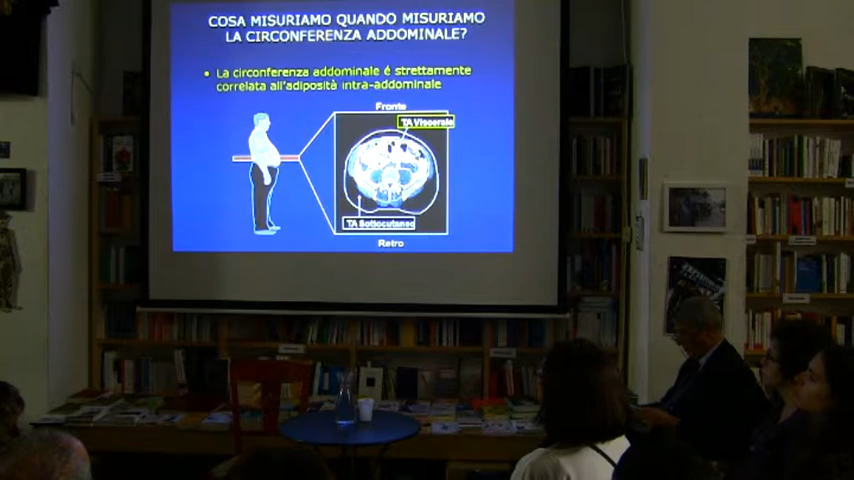 COSA MISURIAMO QUANDO MISURIAMO
LA CIRCONFERENZA ADDOMINALE?
• La circonferenza addominale é strettamente
correlata all'adiposità intra-addominale
Fronte
TA Viscerale
TA Sottocutaneo
Retro